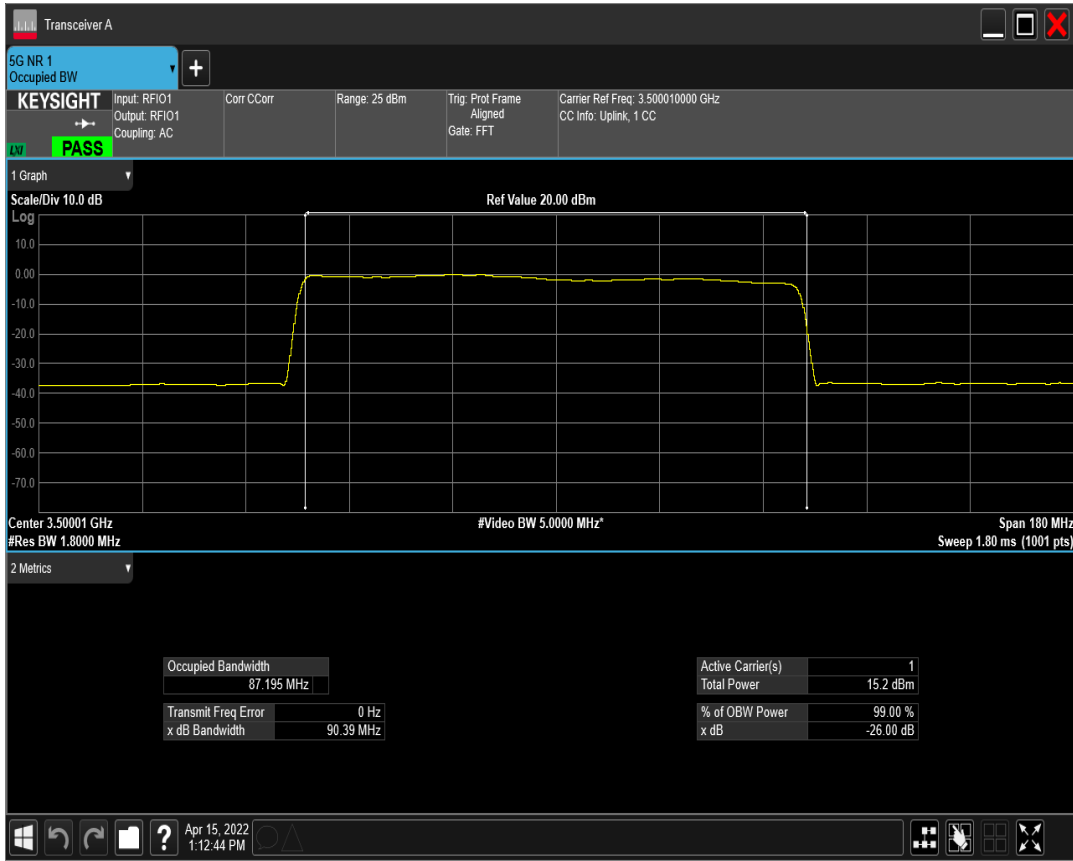 Transceiver A
5G NR 1
Occupied BW
+
KEYSIGHT
LXI
PASS
Input: RFIO1
Output: RFIO1
Coupling: AC
Corr CCorr
Range: 25 dBm
Trig: Prot Frame
Aligned
Gate: FFT
Carrier Ref Freq: 3.500010000 GHz
CC Info: Uplink, 1 CC
1 Graph
Scale/Div 10.0 dB
Ref Value 20.00 dBm
Log
10.0
0.00
-10.0
-20.0
-30.0
-40.0
-50.0
-60.0
-70.0
Center 3.50001 GHz
#Video BW 5.0000 MHz*
Span 180 MHz
#Res BW 1.8000 MHz
Sweep 1.80 ms (1001 pts)
2 Metrics
Occupied Bandwidth
87.195 MHz
Transmit Freq Error 0 Hz
x dB Bandwidth 90.39 MHz
Active Carrier(s) 1
Total Power 15.2 dBm
% of OBW Power 99.00 %
x dB -26.00 dB
?
Apr 15, 2022
1:12:44 PM